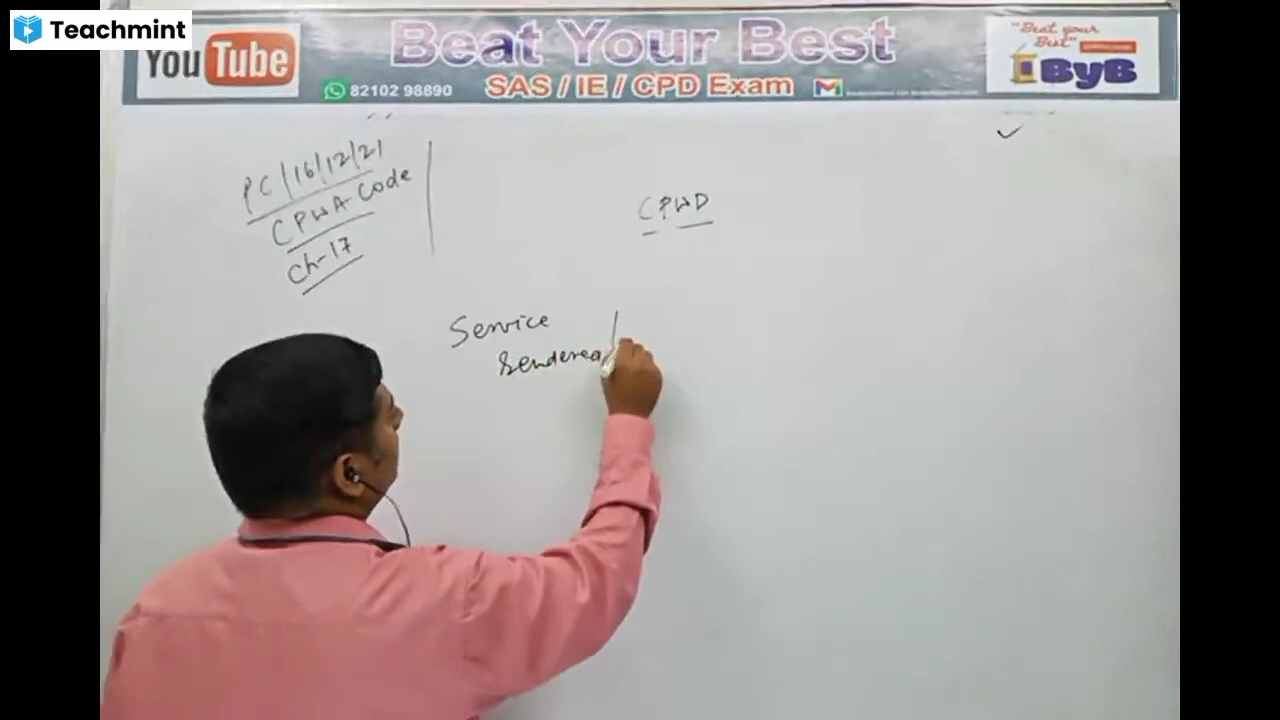 Teachmint
YouTube
Beat Your Best
SAS / IE / CPD Exam
82102 98890
"Beat your
Best"
ByB
PC/16/12/21
CPWA Code
Ch-17
CPWD
Service
Rendered